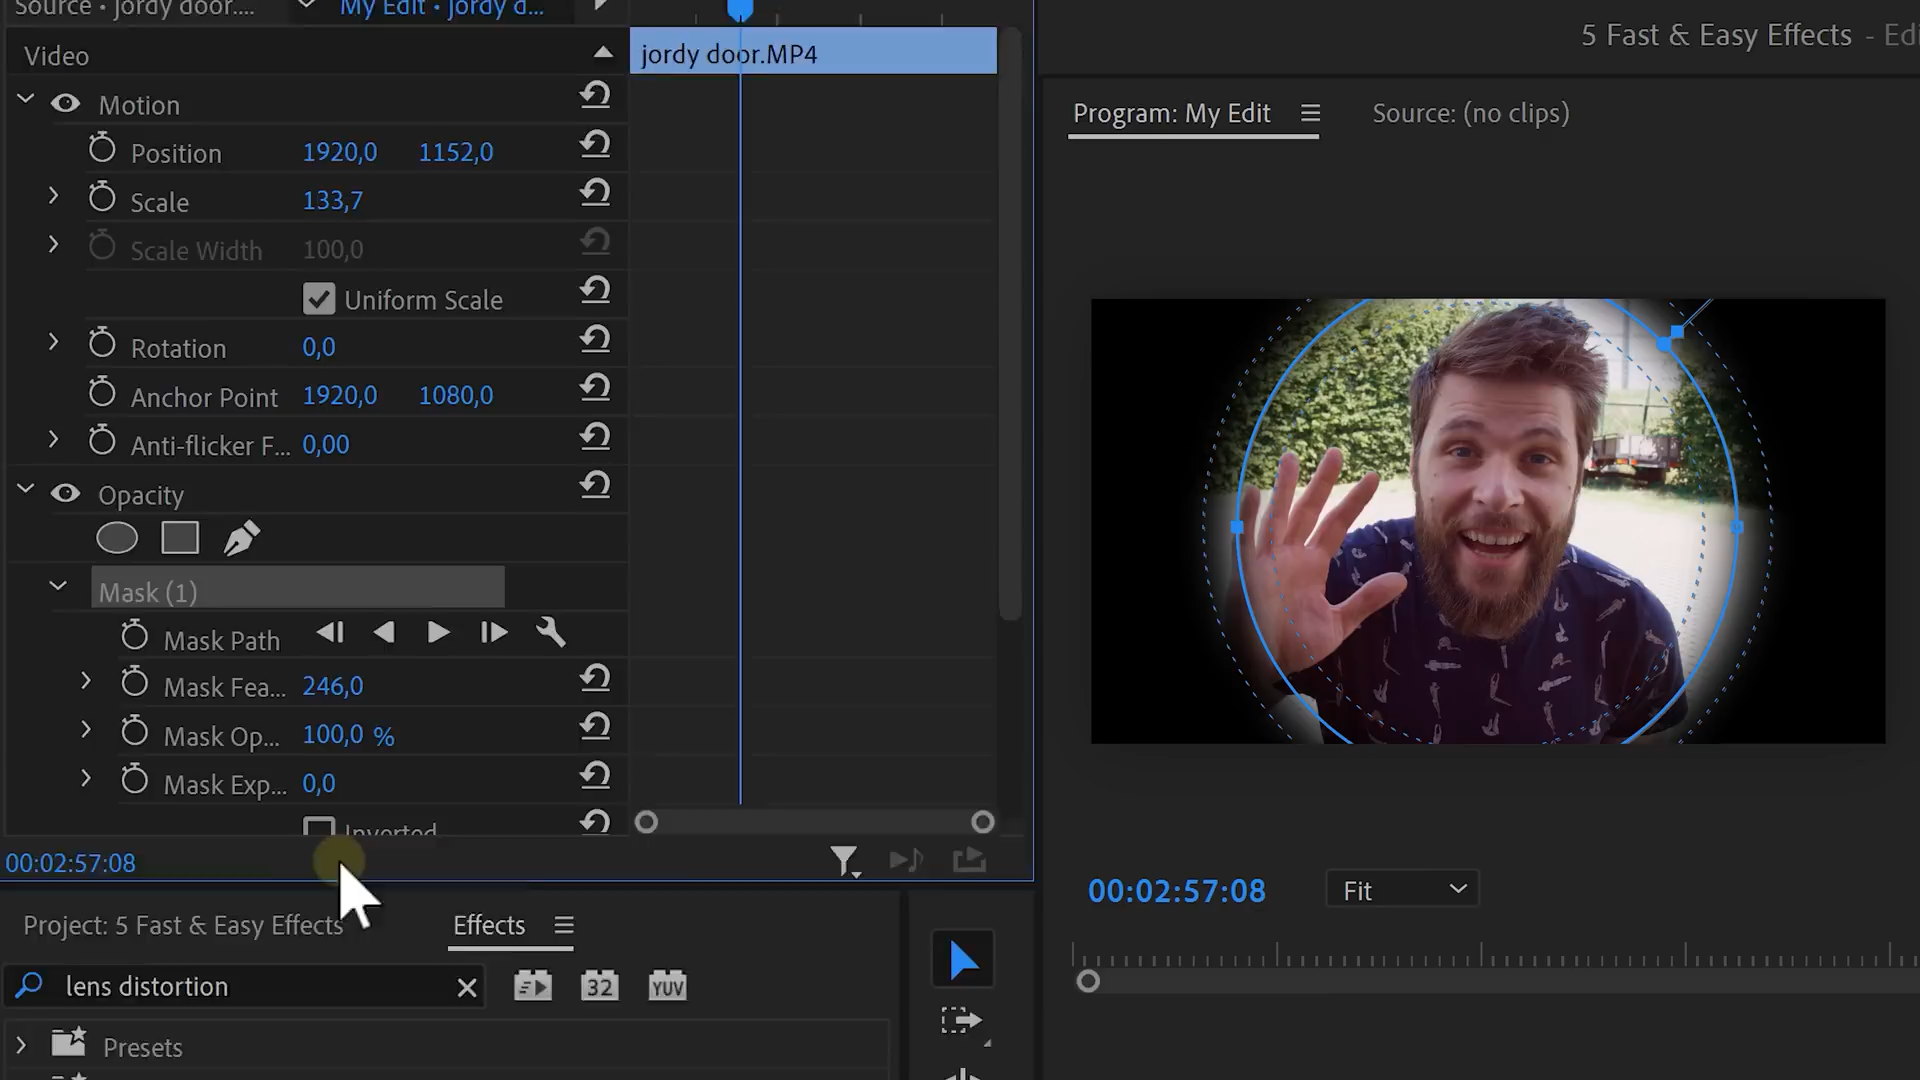 Source • jordy door....
My Edit • jordy d...
jordy door.MP4
5 Fast & Easy Effects - Edi
Video
Motion
Program: My Edit
Source: (no clips)
Position 1920,0 1152,0
Scale 133,7
Scale Width 100,0
Uniform Scale
Rotation 0,0
Anchor Point 1920,0 1080,0
Anti-flicker F... 0,00
Opacity
Mask (1)
Mask Path
Mask Fea... 246,0
Mask Op... 100,0 %
Mask Exp... 0,0
Inverted
00:02:57:08
00:02:57:08
Fit
Project: 5 Fast & Easy Effects
Effects
lens distortion
32
YUV
Presets